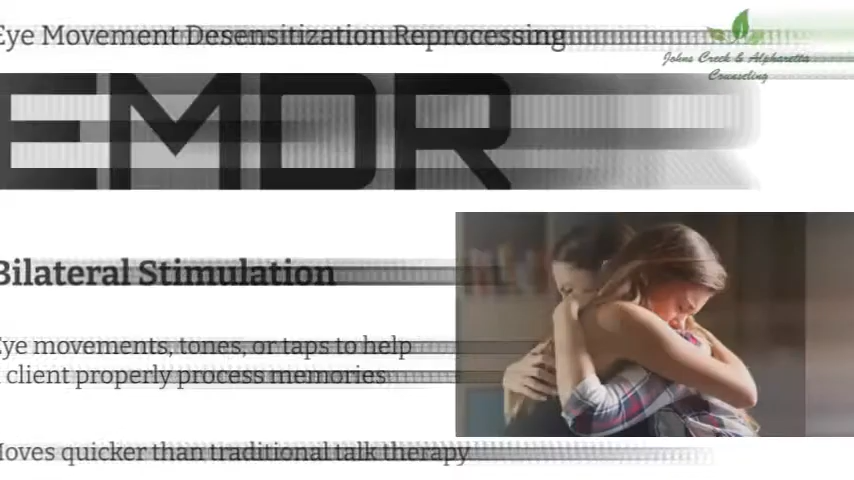 Eye Movement Desensitization Reprocessing
Johns Creek & Alpharetta
Counseling
EMDR
Bilateral Stimulation
Eye movements, tones, or taps to help
client properly process memories
Moves quicker than traditional talk therapy